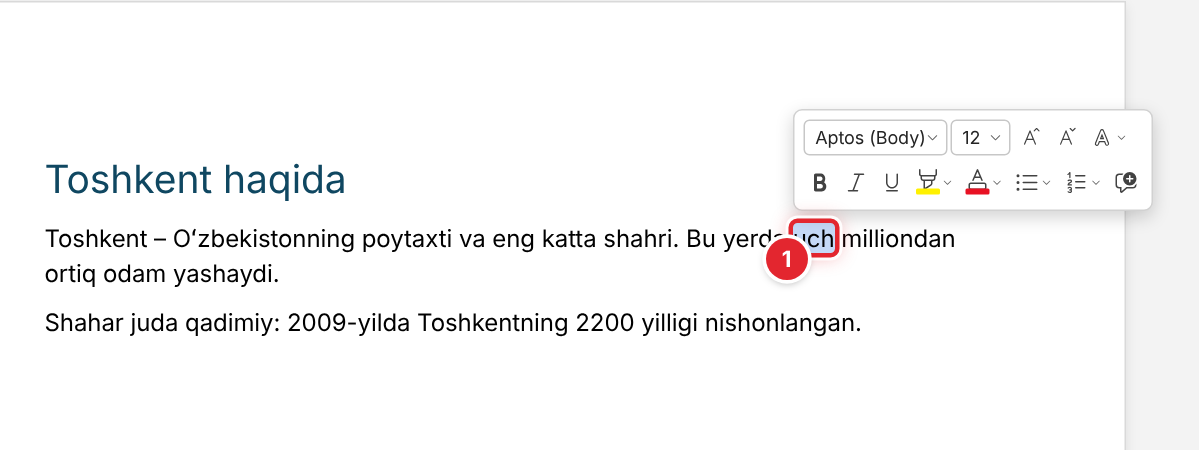 Aptos (Body)
12
Toshkent haqida
Toshkent – Oʻzbekistonning poytaxti va eng katta shahri. Bu yerda uch milliondan
1
ortiq odam yashaydi.
Shahar juda qadimiy: 2009-yilda Toshkentning 2200 yilligi nishonlangan.